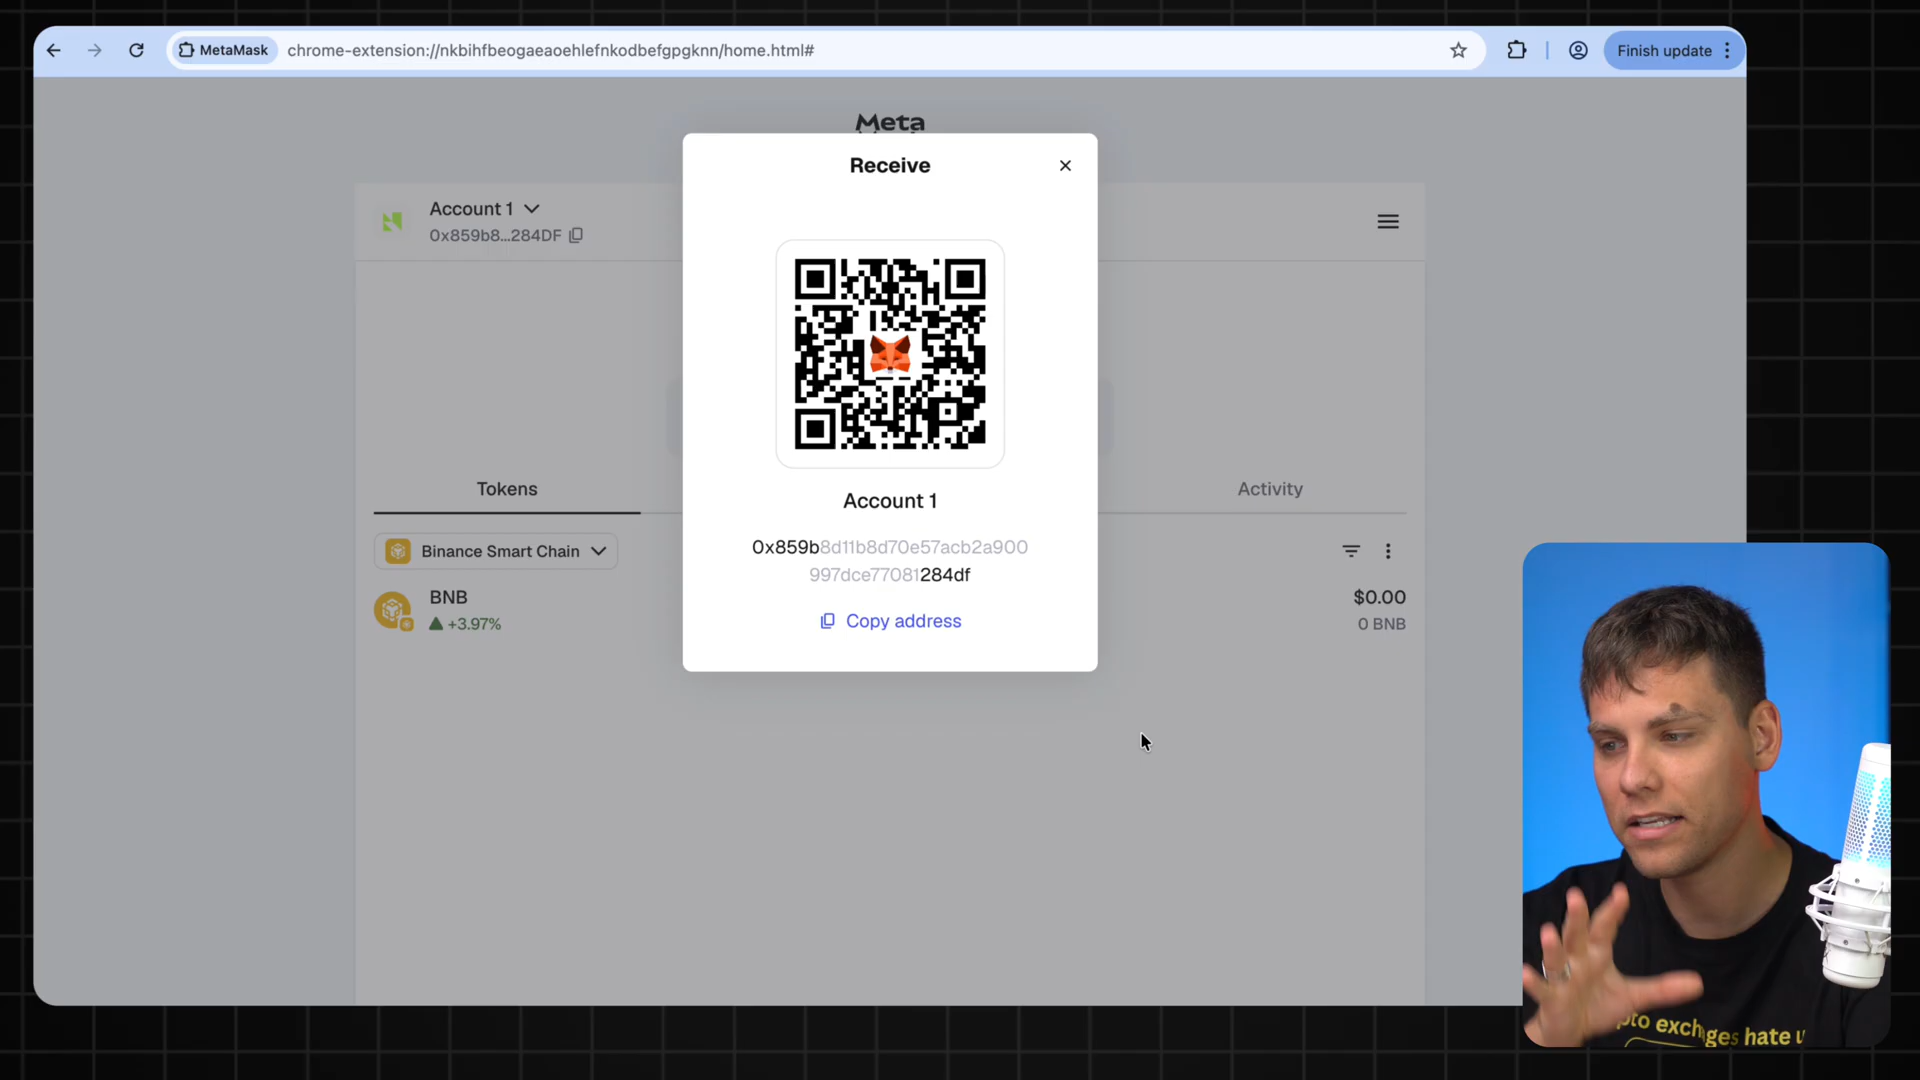 MetaMask
chrome-extension://nkbihfbeogaeaoehlefnkodbefgpgknn/home.html#
Finish update
Meta
Receive
Account 1
0x859b8...284DF
Account 1
0x859b8d11b8d70e57acb2a900
997dce77081284df
Copy address
Tokens
Activity
Binance Smart Chain
BNB
+3.97%
$0.00
0 BNB
hate